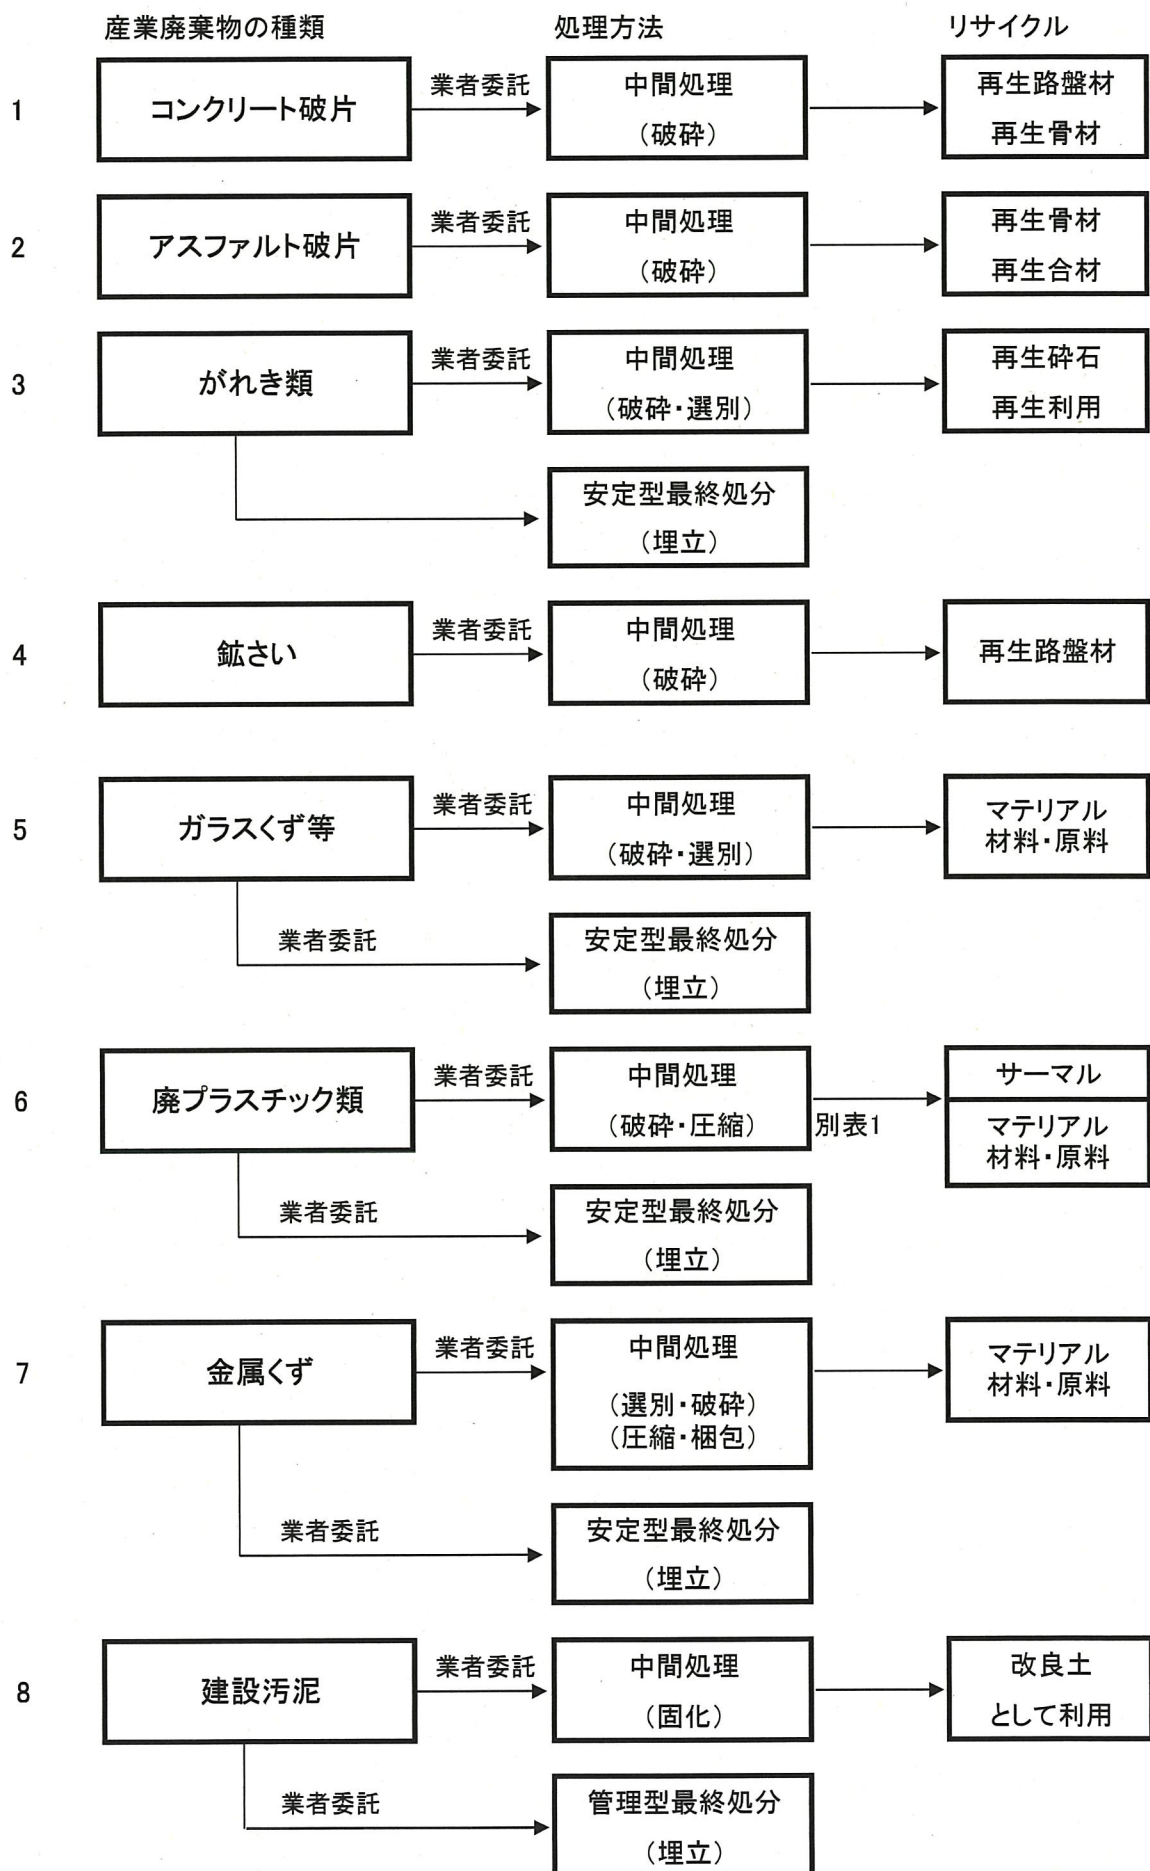 産業廃棄物の種類
処理方法
リサイクル
1
コンクリート破片
業者委託
中間処理
（破砕）
再生路盤材
再生骨材
2
アスファルト破片
業者委託
中間処理
（破砕）
再生骨材
再生合材
3
がれき類
業者委託
中間処理
（破砕・選別）
再生砕石
再生利用
安定型最終処分
（埋立）
4
鉱さい
業者委託
中間処理
（破砕）
再生路盤材
5
ガラスくず等
業者委託
中間処理
（破砕・選別）
マテリアル
材料・原料
業者委託
安定型最終処分
（埋立）
6
廃プラスチック類
業者委託
中間処理
（破砕・圧縮）
別表1
サーマル
マテリアル
材料・原料
業者委託
安定型最終処分
（埋立）
7
金属くず
業者委託
中間処理
（選別・破砕）
（圧縮・梱包）
マテリアル
材料・原料
業者委託
安定型最終処分
（埋立）
8
建設汚泥
業者委託
中間処理
（固化）
改良土
として利用
業者委託
管理型最終処分
（埋立）